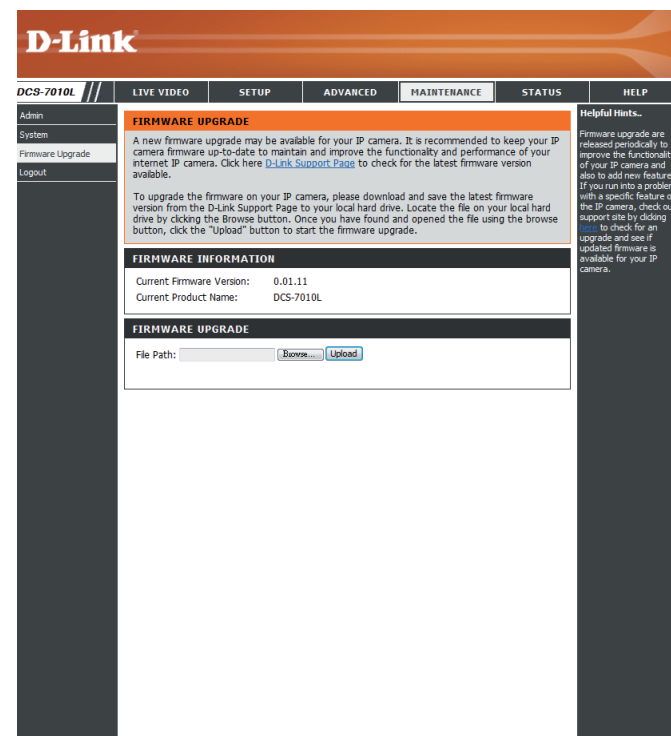 D-Link
DCS-7010L
LIVE VIDEO
SETUP
ADVANCED
MAINTENANCE
STATUS
HELP
Admin
System
Firmware Upgrade
Logout
FIRMWARE UPGRADE
A new firmware upgrade may be available for your IP camera. It is recommended to keep your IP
camera firmware up-to-date to maintain and improve the functionality and performance of your
internet IP camera. Click here D-Link Support Page to check for the latest firmware version
available.
To upgrade the firmware on your IP camera, please download and save the latest firmware
version from the D-Link Support Page to your local hard drive. Locate the file on your local hard
drive by clicking the Browse button. Once you have found and opened the file using the browse
button, click the "Upload" button to start the firmware upgrade.
FIRMWARE INFORMATION
Current Firmware Version: 0.01.11
Current Product Name: DCS-7010L
FIRMWARE UPGRADE
File Path: Browse... Upload
Helpful Hints..
Firmware upgrade are
released periodically to
improve the functionalit
of your IP camera and
also to add new feature
If you run into a probler
with a specific feature o
the IP camera, check ou
support site by clicking
here to check for an
upgrade and see if
updated firmware is
available for your IP
camera.